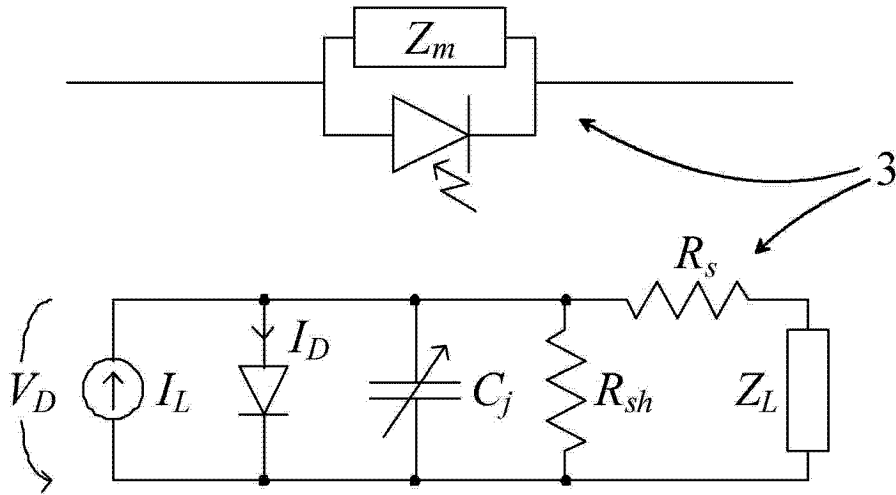 Z_m
3
R_s
I_D
V_D
I_L
C_j
R_sh
Z_L